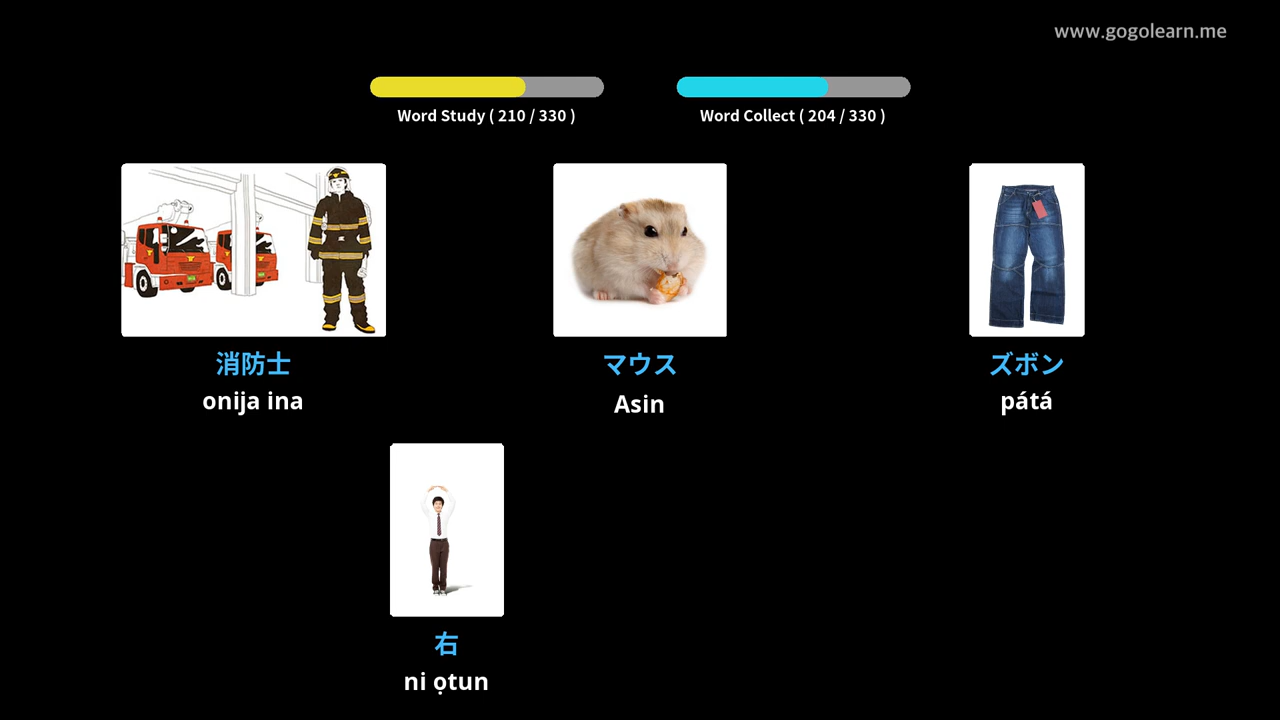 www.gogolearn.me
Word Study ( 210 / 330 )
Word Collect ( 204 / 330 )
消防士
onija ina
マウス
Asin
ズボン
pátá
右
ni ọtun